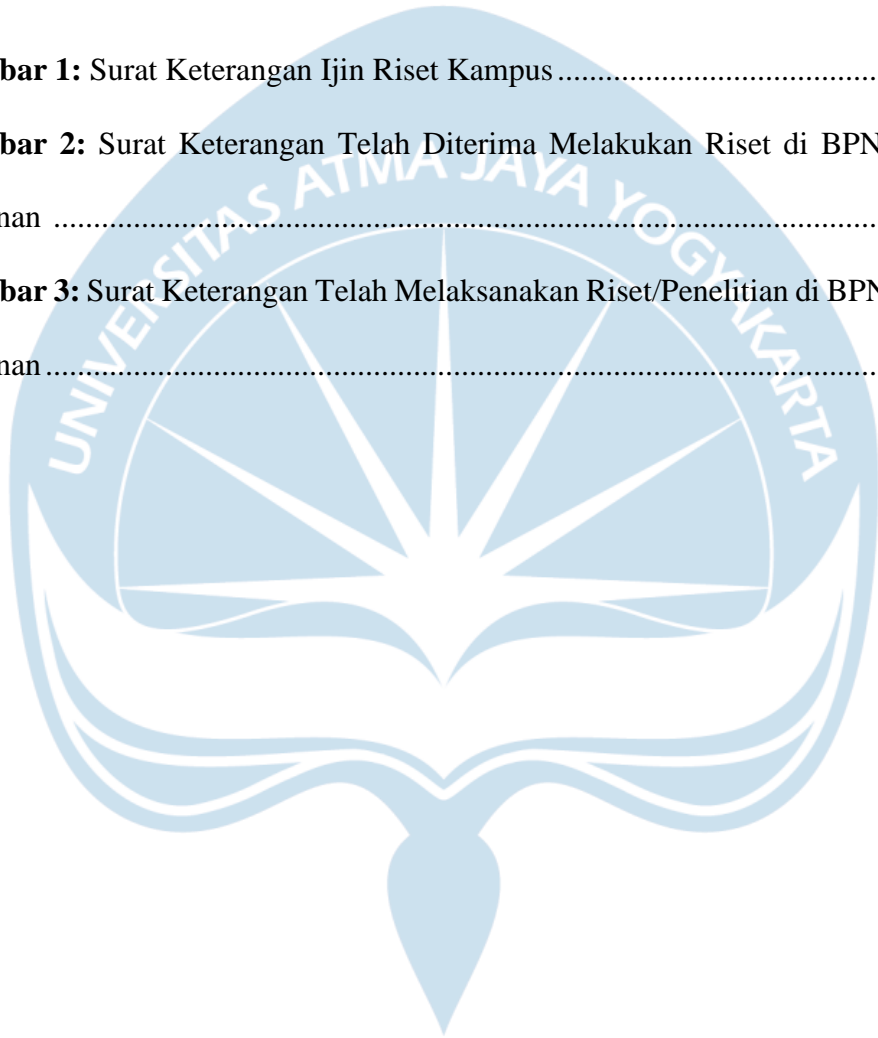 bar 1: Surat Keterangan Ijin Riset Kampus................................................
bar 2: Surat Keterangan Telah Diterima Melakukan Riset di BPN
nan ................................................................................................
bar 3: Surat Keterangan Telah Melaksanakan Riset/Penelitian di BPN
nan................................................................................................
UNIVERSITAS ATMA JAYA YOGYAKARTA